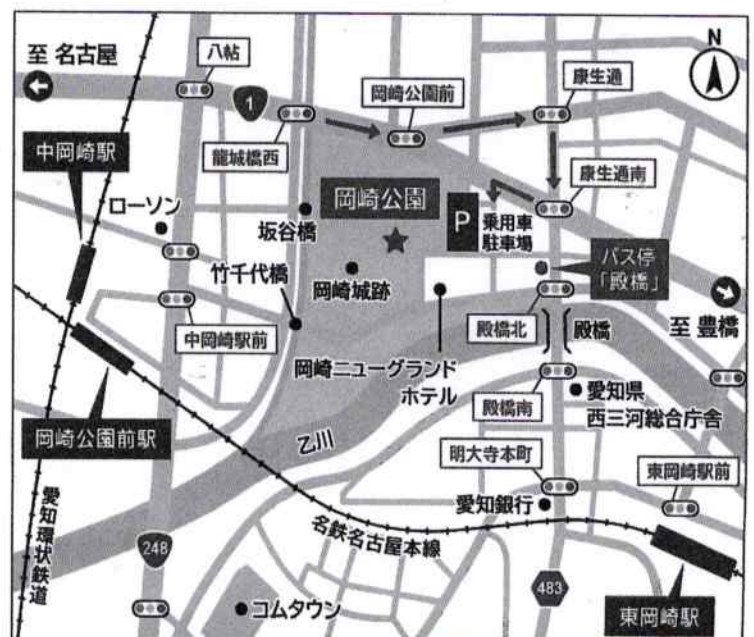 N
至 名古屋
八帖
1
龍城橋西
岡崎公園前
康生通
中岡崎駅
ローソン
坂谷橋
岡崎公園
P
乗用車
駐車場
康生通南
バス停
「殿橋」
竹千代橋
岡崎城跡
中岡崎駅前
殿橋北
殿橋
至 豊橋
岡崎ニューグランド
ホテル
殿橋南
愛知県
西三河総合庁舎
岡崎公園前駅
乙川
明大寺本町
東岡崎駅前
愛知銀行
愛知環状鉄道
名鉄名古屋本線
248
483
コムタウン
東岡崎駅